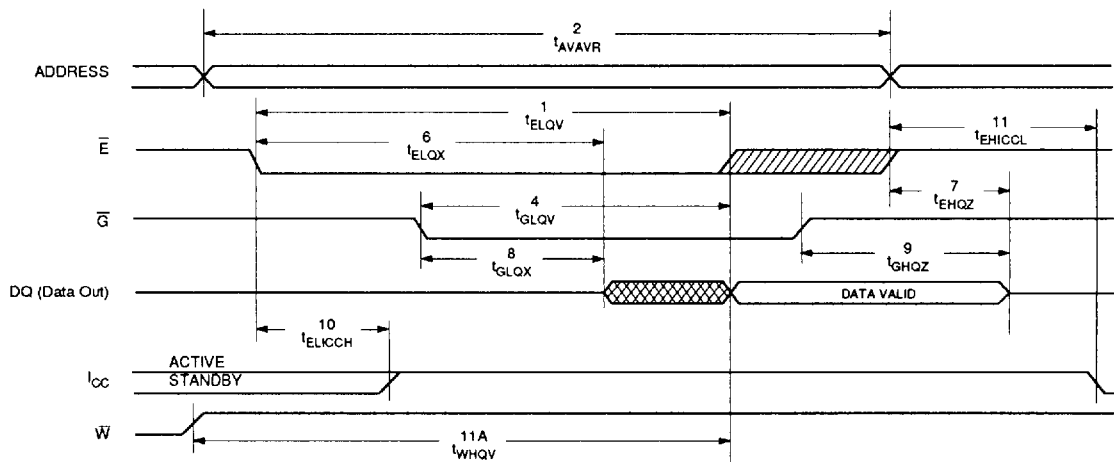 2
tAVAVR
ADDRESS
1
tELQV
11
tEHICCL
6
tELQX
E
7
tEHQZ
4
tGLQV
G
9
tGHQZ
8
tGLQX
DQ (Data Out)
DATA VALID
10
tELICCH
ACTIVE
ICC
STANDBY
W
11A
tWHQV